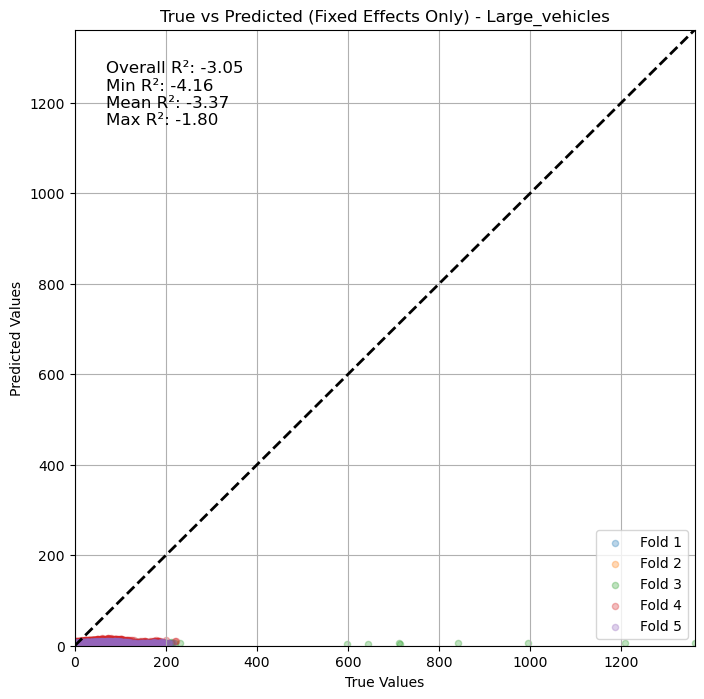 True vs Predicted (Fixed Effects Only) - Large_vehicles
Overall R²: -3.05
Min R²: -4.16
Mean R²: -3.37
Max R²: -1.80
1200
1000
800
600
400
200
0
Predicted Values
0 200 400 600 800 1000 1200
True Values
Fold 1
Fold 2
Fold 3
Fold 4
Fold 5